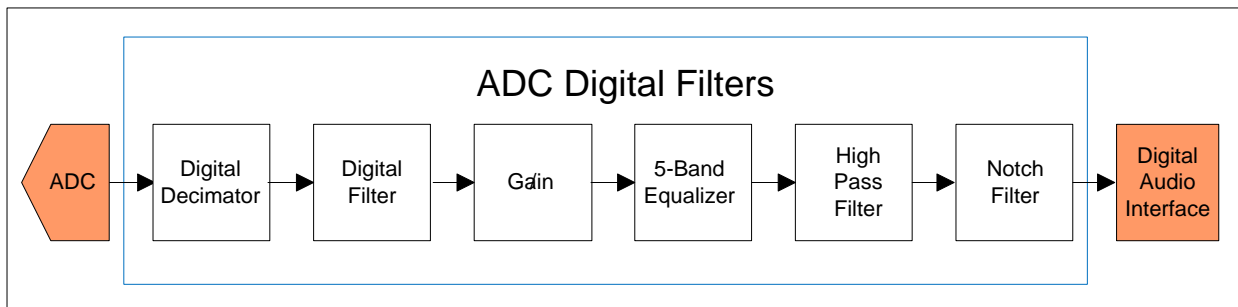 ADC Digital Filters
ADC
Digital
Decimator
Digital
Filter
Gain
5-Band
Equalizer
High
Pass
Filter
Notch
Filter
Digital
Audio
Interface